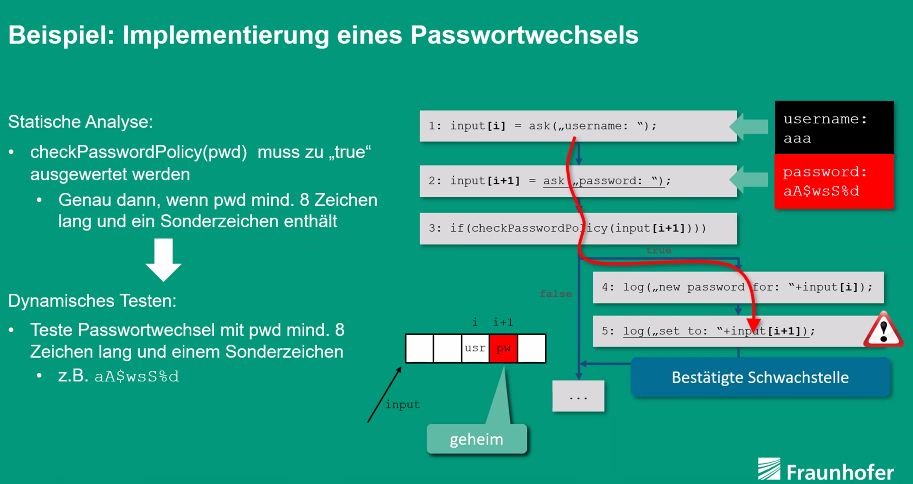 Beispiel: Implementierung eines Passwortwechsels
Statische Analyse:
• checkPasswordPolicy(pwd) muss zu „true“
ausgewertet werden
• Genau dann, wenn pwd mind. 8 Zeichen
lang und ein Sonderzeichen enthält
Dynamisches Testen:
• Teste Passwortwechsel mit pwd mind. 8
Zeichen lang und einem Sonderzeichen
• z.B. aA$wsS%d
1: input[i] = ask(„username: “);
2: input[i+1] = ask „password: “);
3: if(checkPasswordPolicy(input[i+1])))
true
false
4: log(„new password for: “+input[i]);
5: log(„set to: “+input[i+1]);
...
username:
aaa
password:
aA$wsS%d
i i+1
usr pw
input
geheim
Bestätigte Schwachstelle
Fraunhofer